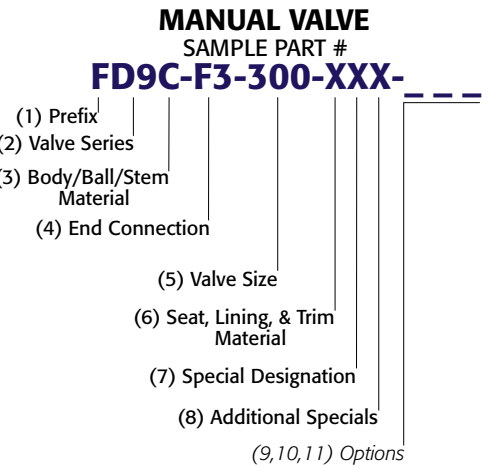 MANUAL VALVE
SAMPLE PART #
FD9C-F3-300-XXX-_ _ _
(1) Prefix
(2) Valve Series
(3) Body/Ball/Stem
Material
(4) End Connection
(5) Valve Size
(6) Seat, Lining, & Trim
Material
(7) Special Designation
(8) Additional Specials
(9,10,11) Options